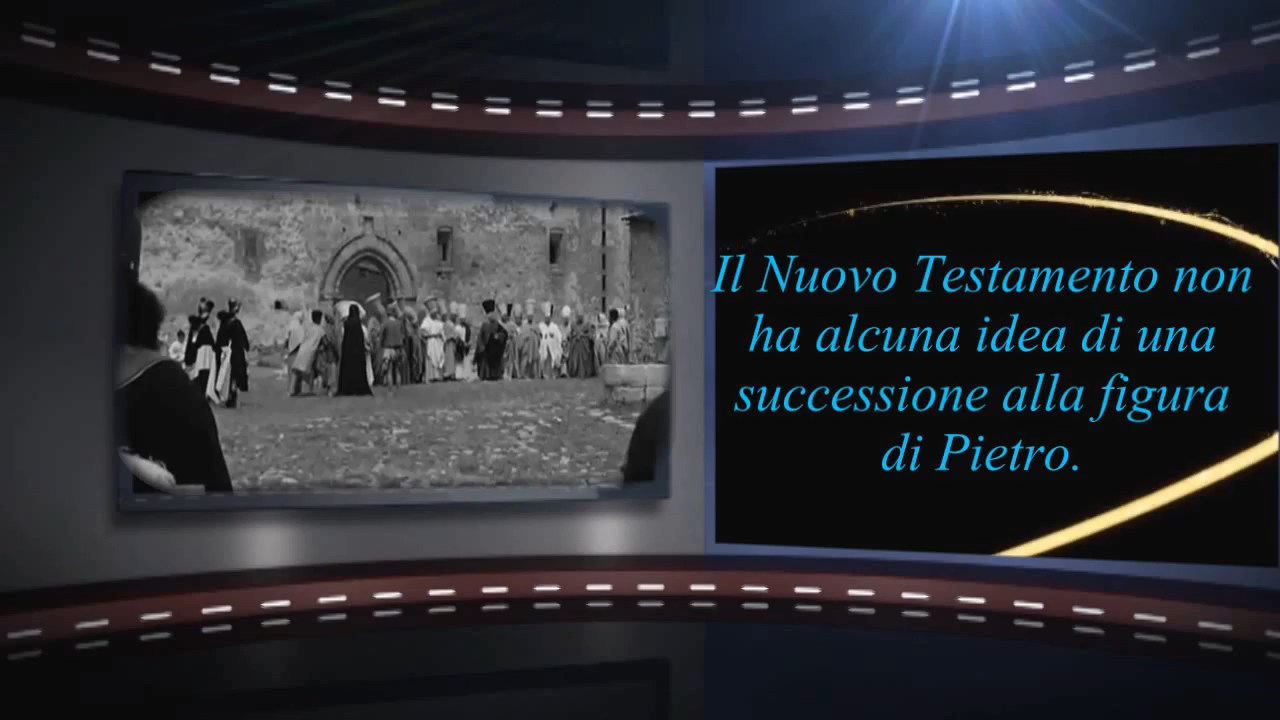 Il Nuovo Testamento non
ha alcuna idea di una
successione alla figura
di Pietro.